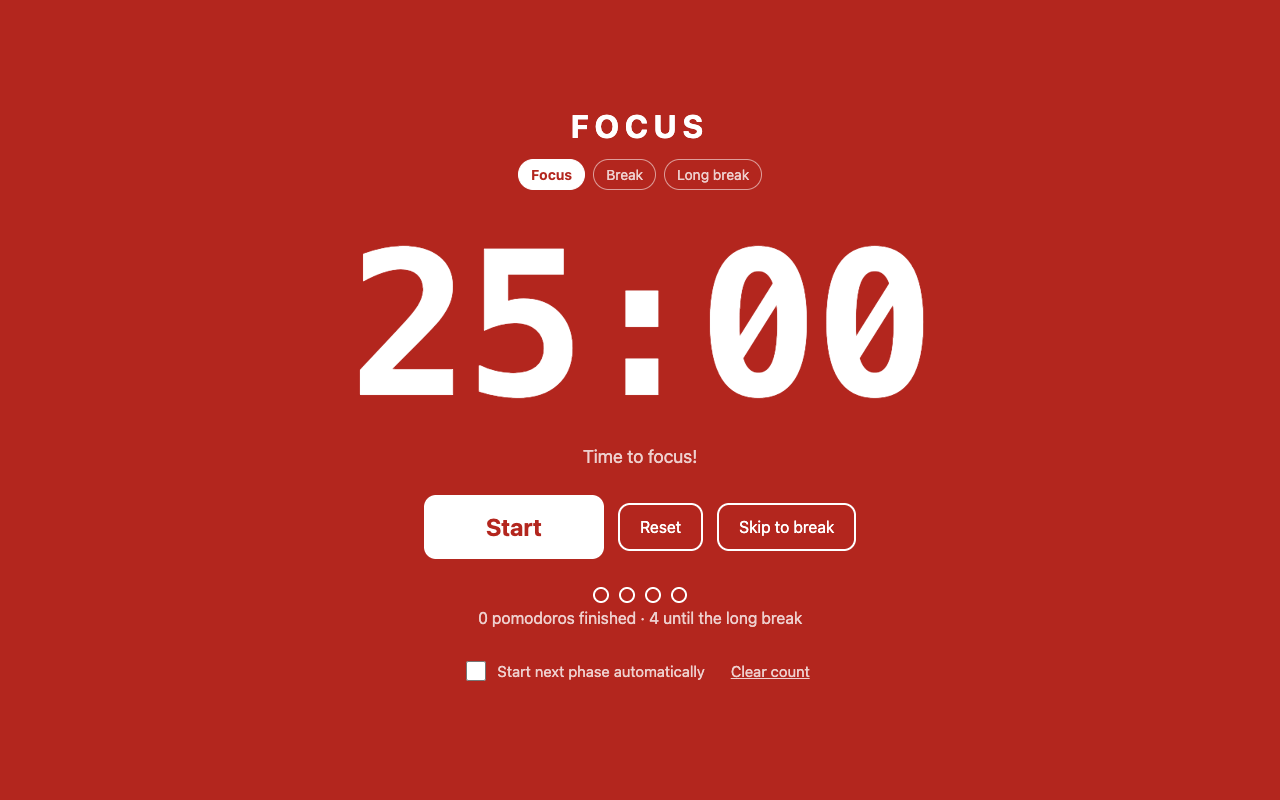 FOCUS
Focus Break Long break
25:00
Time to focus!
Start Reset Skip to break
0 pomodoros finished · 4 until the long break
Start next phase automatically Clear count